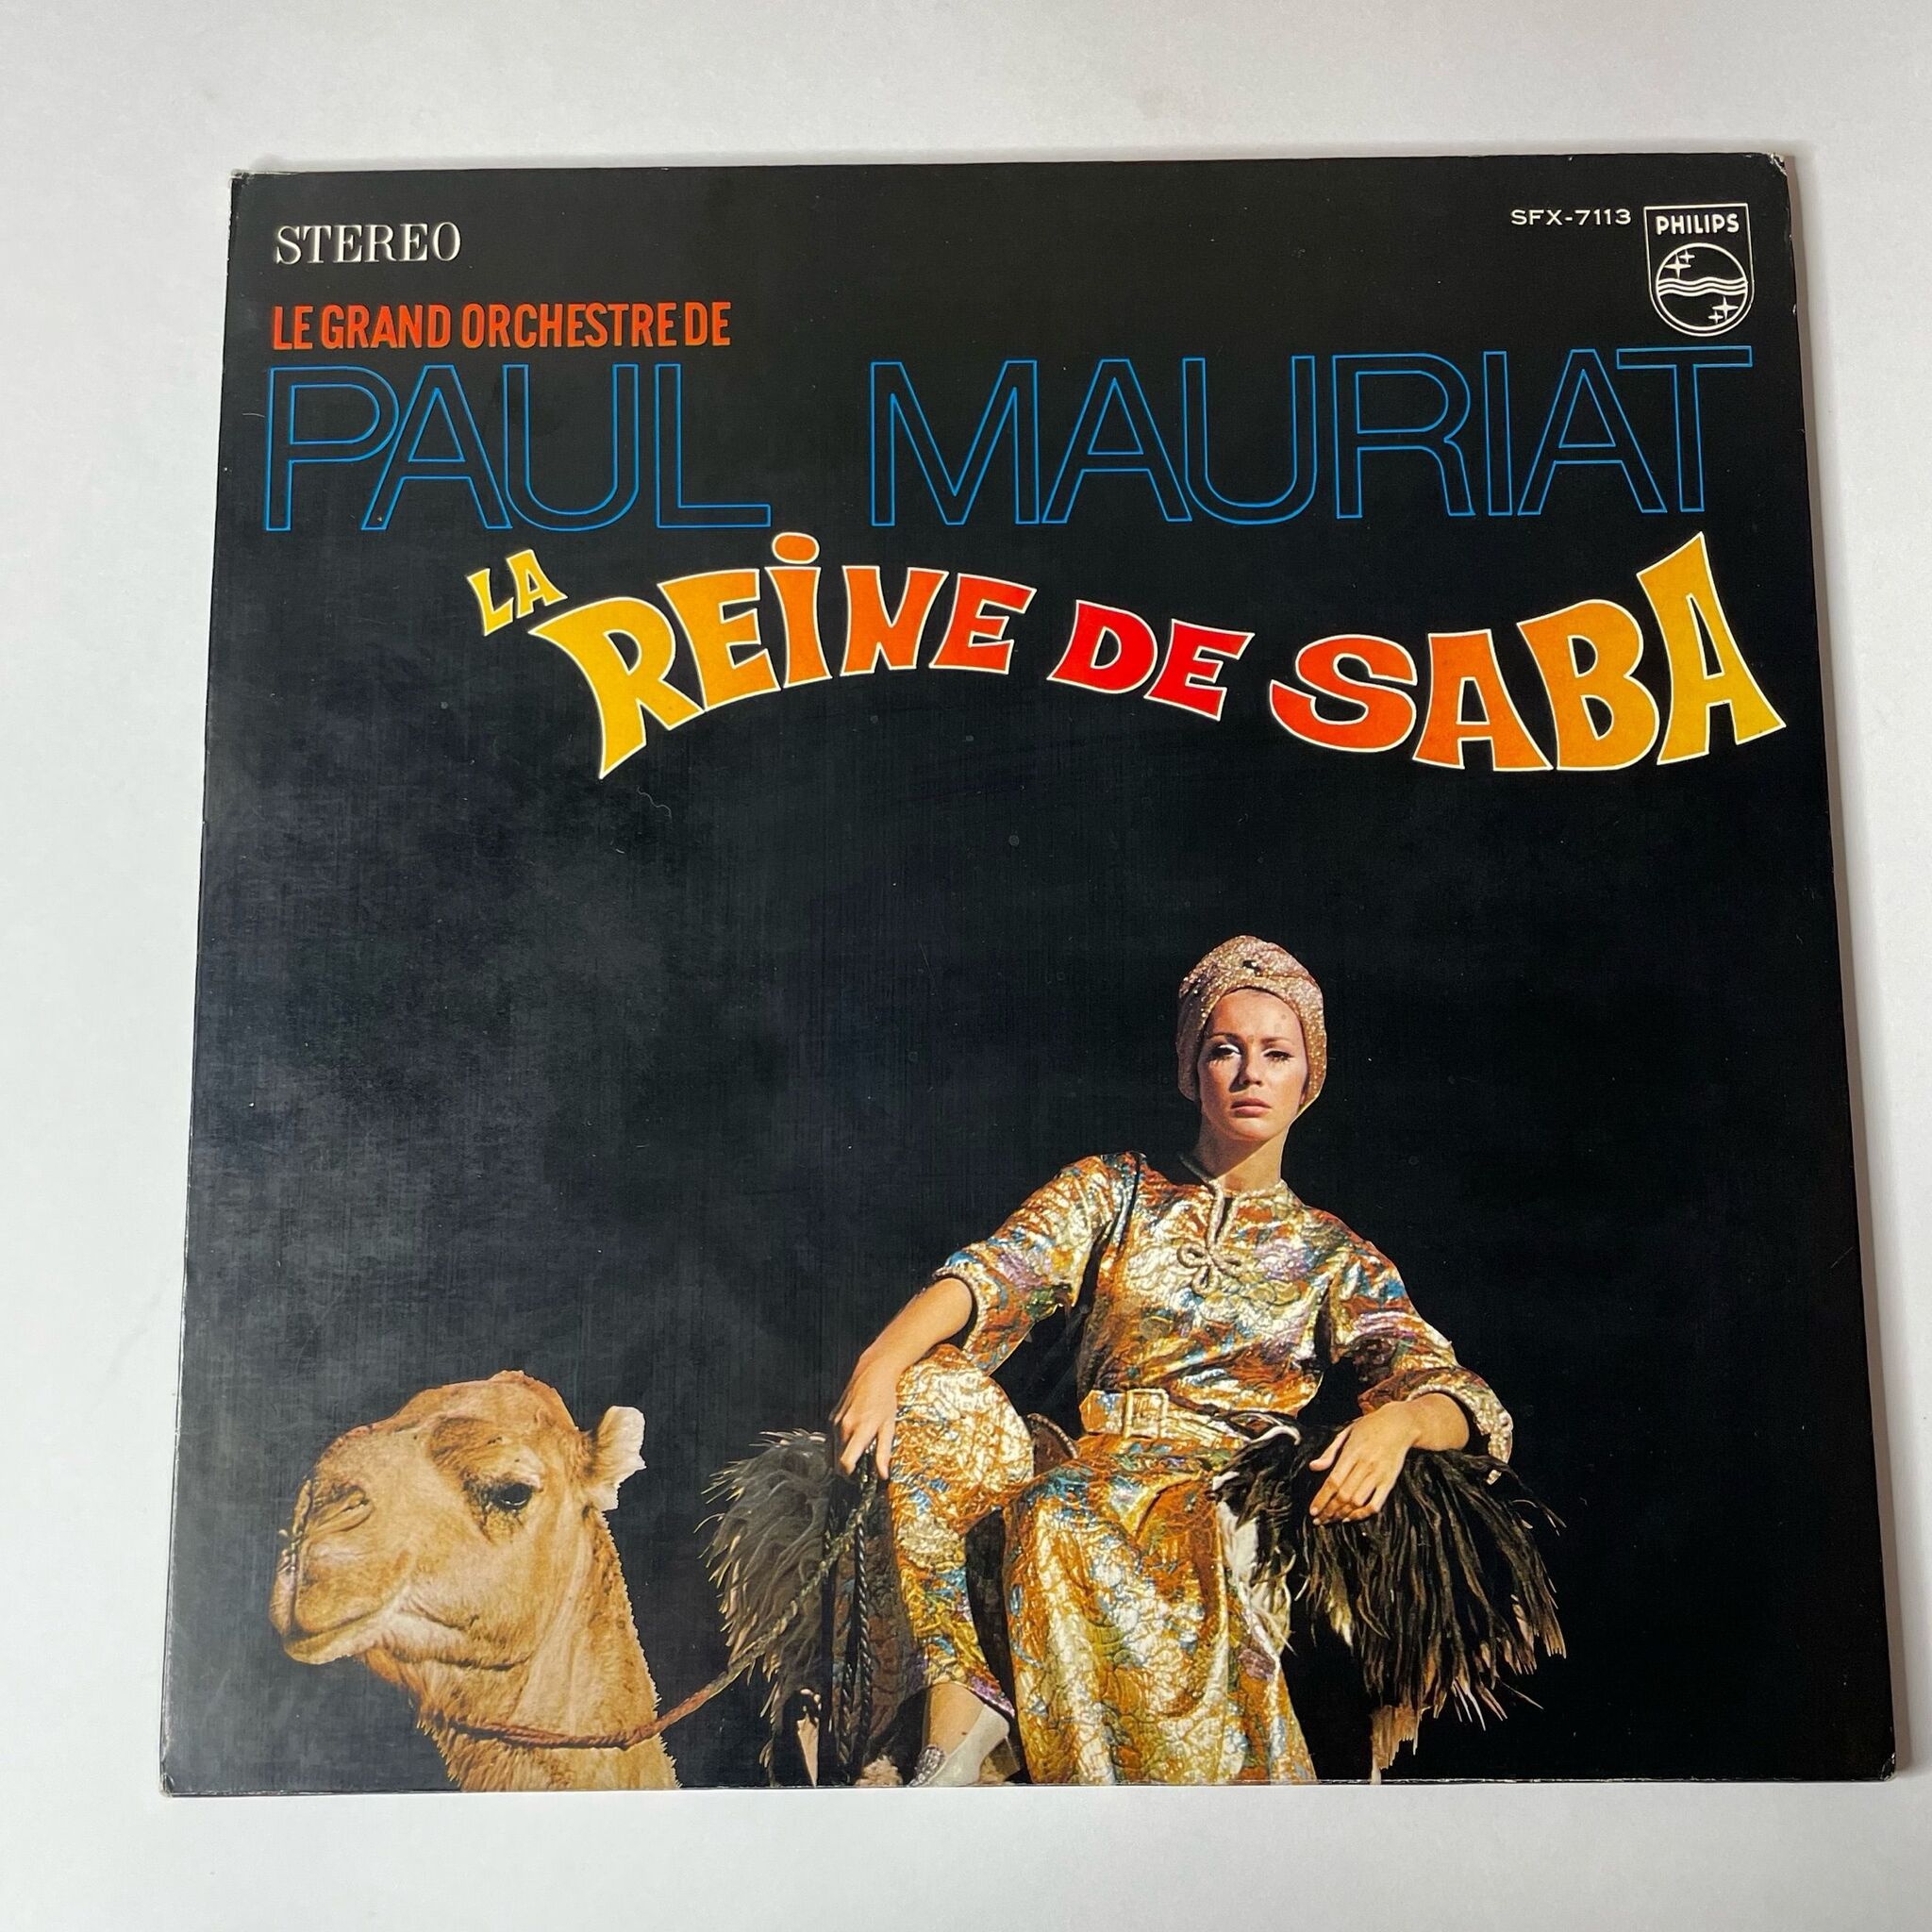 STEREO
SFX-7113
PHILIPS
LE GRAND ORCHESTRE DE
PAUL MAURIAT
LA REINE DE SABA